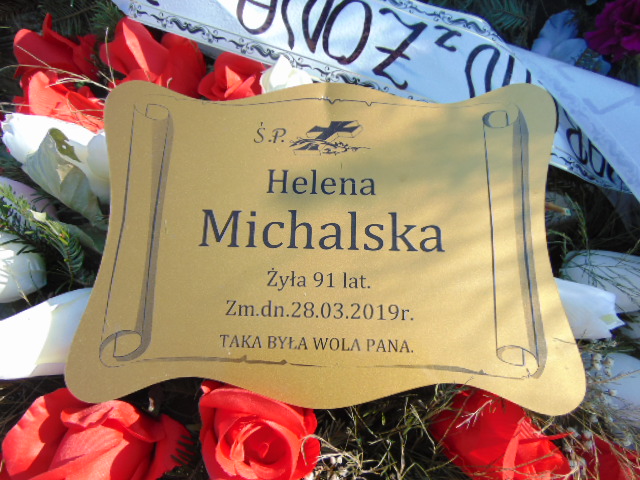 Ś.P.
Helena
Michalska
Żyła 91 lat.
Zm.dn.28.03.2019r.
TAKA BYŁA WOLA PANA.